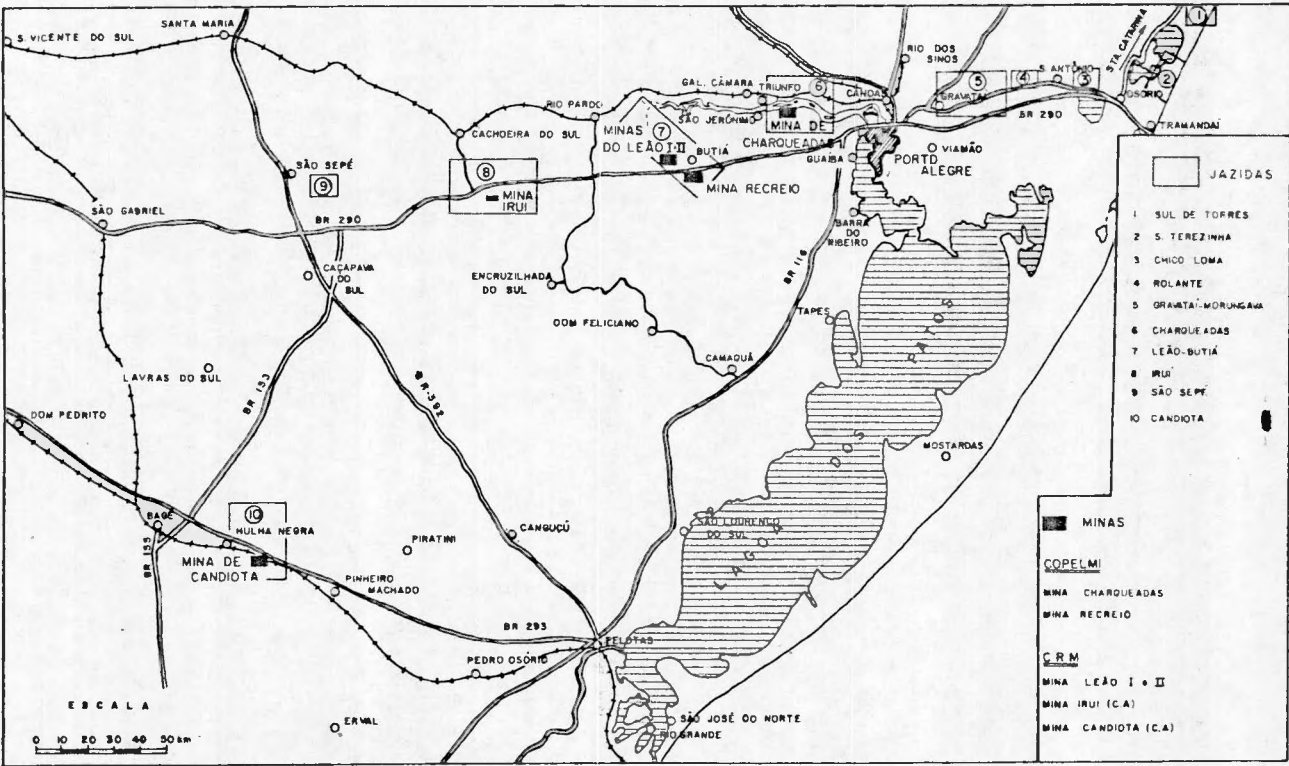 SANTA MARIA
S. VICENTE DO SUL
RIO DOS
SINOS
STA. CATARINA
1
2
S. ANTÔNIO
3
4
5
GRAVATAÍ
OSÓRIO
TRAMANDAÍ
BR 290
GAL. CÂMARA
TRIUNFO
6
CANOAS
RIO PARDO
SÃO JERÔNIMO
MINA DE
CHARQUEADAS
CACHOEIRA DO SUL
MINAS
DO LEÃO I-II
7
BUTIÁ
MINA RECREIO
GUAÍBA
PORTO
ALEGRE
VIAMÃO
SÃO SEPÉ
9
8
MINA
IRUI
SÃO GABRIEL
BR 290
BARRA
DO
RIBEIRO
CAÇAPAVA
DO
SUL
ENCRUZILHADA
DO SUL
BR 116
DOM FELICIANO
TAPES
CAMAQUÃ
LAVRAS DO SUL
BR 153
BR-392
DOM PEDRITO
MOSTARDAS
LAGOA DOS PATOS
BAGÉ
10
HULHA NEGRA
MINA DE
CANDIOTA
BR 153
PIRATINI
CANGUÇÚ
SÃO LOURENÇO
DO SUL
PINHEIRO
MACHADO
BR 293
PELOTAS
PEDRO OSÓRIO
ERVAL
SÃO JOSÉ DO NORTE
RIO GRANDE
ESCALA
0 10 20 30 40 50 km
JAZIDAS
1 SUL DE TORRES
2 S. TEREZINHA
3 CHICO LOMA
4 ROLANTE
5 GRAVATAÍ-MORUNGAVA
6 CHARQUEADAS
7 LEÃO-BUTIÁ
8 IRUÍ
9 SÃO SEPÉ
10 CANDIOTA
MINAS
COPELMI
MINA CHARQUEADAS
MINA RECREIO
C R M
MINA LEÃO I e II
MINA IRUI (C.A)
MINA CANDIOTA (C.A)